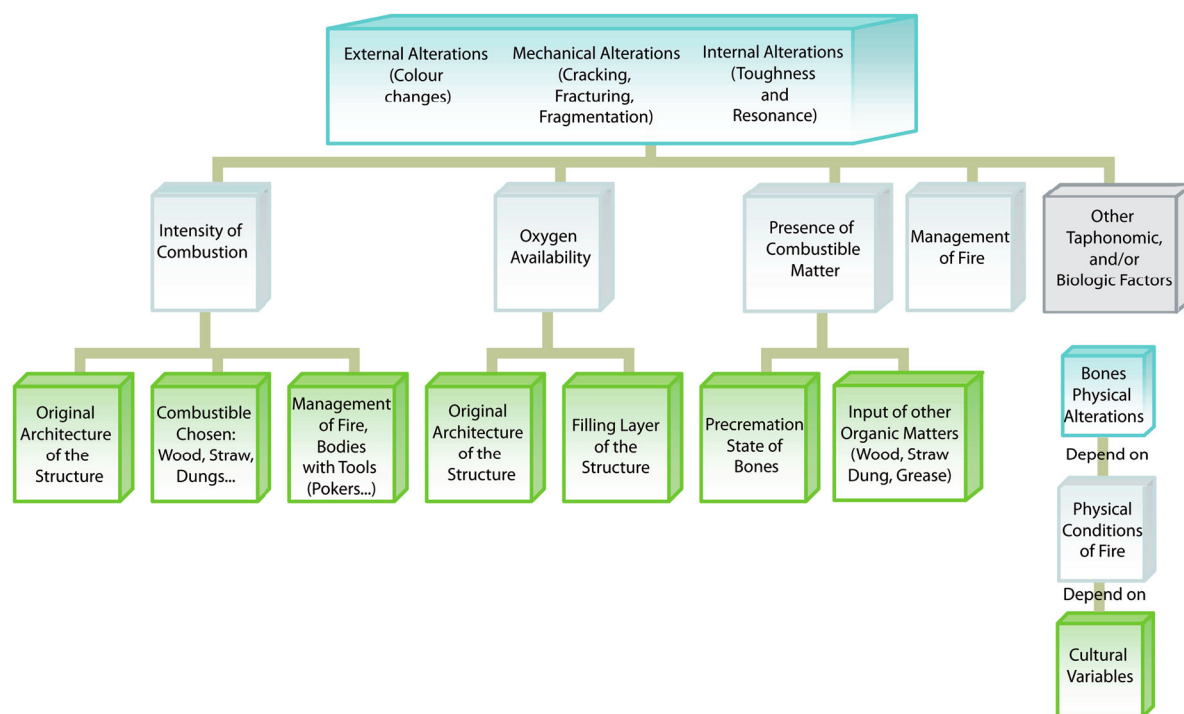 External Alterations
(Colour
changes)
Mechanical Alterations
(Cracking,
Fracturing,
Fragmentation)
Internal Alterations
(Toughness
and
Resonance)
Intensity of
Combustion
Oxygen
Availability
Presence of
Combustible
Matter
Management
of Fire
Other
Taphonomic,
and/or
Biologic Factors
Original
Architecture
of the
Structure
Combustible
Chosen:
Wood, Straw,
Dungs...
Management
of Fire,
Bodies
with Tools
(Pokers...)
Original
Architecture
of the
Structure
Filling Layer
of the
Structure
Precremation
State of
Bones
Input of other
Organic Matters
(Wood, Straw
Dung, Grease)
Bones
Physical
Alterations
Depend on
Physical
Conditions
of Fire
Depend on
Cultural
Variables